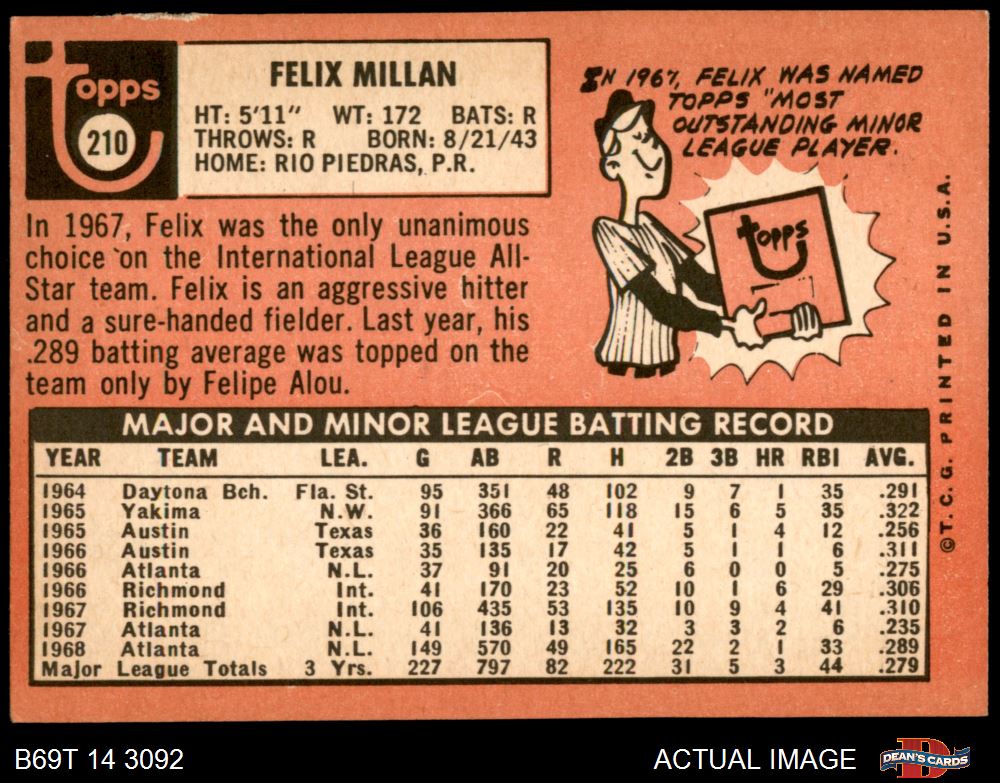 topps
210
FELIX MILLAN
HT: 5'11" WT: 172 BATS: R
THROWS: R BORN: 8/21/43
HOME: RIO PIEDRAS, P.R.
In 1967, Felix was the only unanimous
choice on the International League All-
Star team. Felix is an aggressive hitter
and a sure-handed fielder. Last year, his
.289 batting average was topped on the
team only by Felipe Alou.
IN 1967, FELIX WAS NAMED
TOPPS "MOST
OUTSTANDING MINOR
LEAGUE PLAYER.
topps
©T. C. G. PRINTED IN U.S.A.
MAJOR AND MINOR LEAGUE BATTING RECORD
YEAR TEAM LEA. G AB R H 2B 3B HR RBI AVG.
1964 Daytona Bch. Fla. St. 95 351 48 102 9 7 1 35 .291
1965 Yakima N.W. 91 366 65 118 15 6 5 35 .322
1965 Austin Texas 36 160 22 41 5 1 4 12 .256
1966 Austin Texas 35 135 17 42 5 1 1 6 .311
1966 Atlanta N.L. 37 91 20 25 6 0 0 5 .275
1966 Richmond Int. 41 170 23 52 10 1 6 29 .306
1967 Richmond Int. 106 435 53 135 10 9 4 41 .310
1967 Atlanta N.L. 41 136 13 32 3 3 2 6 .235
1968 Atlanta N.L. 149 570 49 165 22 2 1 33 .289
Major League Totals 3 Yrs. 227 797 82 222 31 5 3 44 .279
B69T 14 3092
ACTUAL IMAGE
D
DEAN'S CARDS